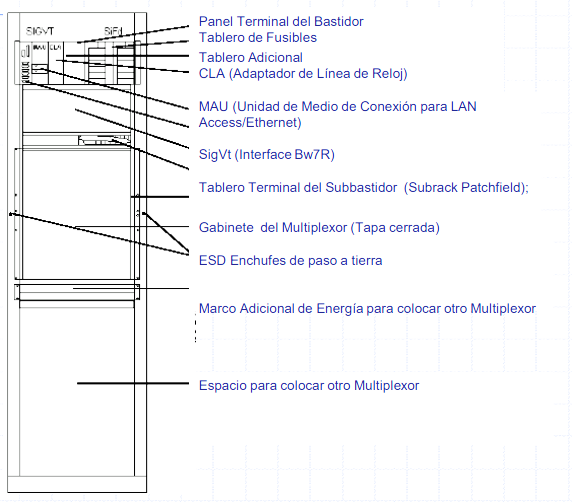 SIGVT
SiFd
MAU
CLA
Panel Terminal del Bastidor
Tablero de Fusibles
Tablero Adicional
CLA (Adaptador de Línea de Reloj)
MAU (Unidad de Medio de Conexión para LAN
Access/Ethernet)
SigVt (Interface Bw7R)
Tablero Terminal del Subbastidor (Subrack Patchfield);
Gabinete del Multiplexor (Tapa cerrada)
ESD Enchufes de paso a tierra
Marco Adicional de Energía para colocar otro Multiplexor
Espacio para colocar otro Multiplexor